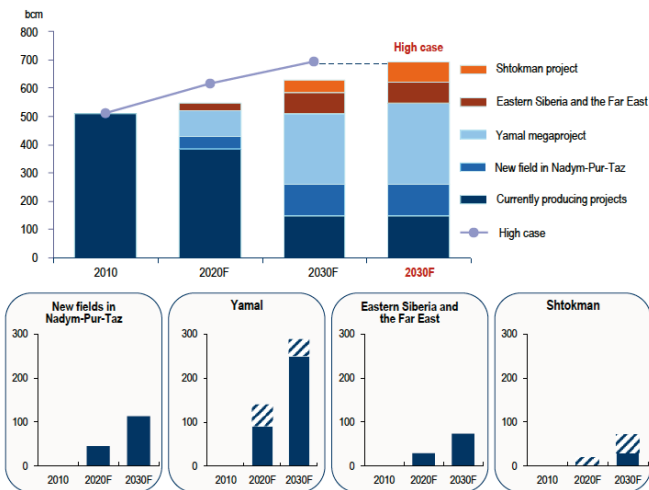 bcm
800
700
600
500
400
300
200
100
0
2010
2020F
2030F
2030F
High case
Shtokman project
Eastern Siberia and the Far East
Yamal megaproject
New field in Nadym-Pur-Taz
Currently producing projects
High case
New fields in
Nadym-Pur-Taz
300
200
100
0
2010 2020F 2030F
Yamal
300
200
100
0
2010 2020F 2030F
Eastern Siberia and
the Far East
300
200
100
0
2010 2020F 2030F
Shtokman
300
200
100
0
2010 2020F 2030F